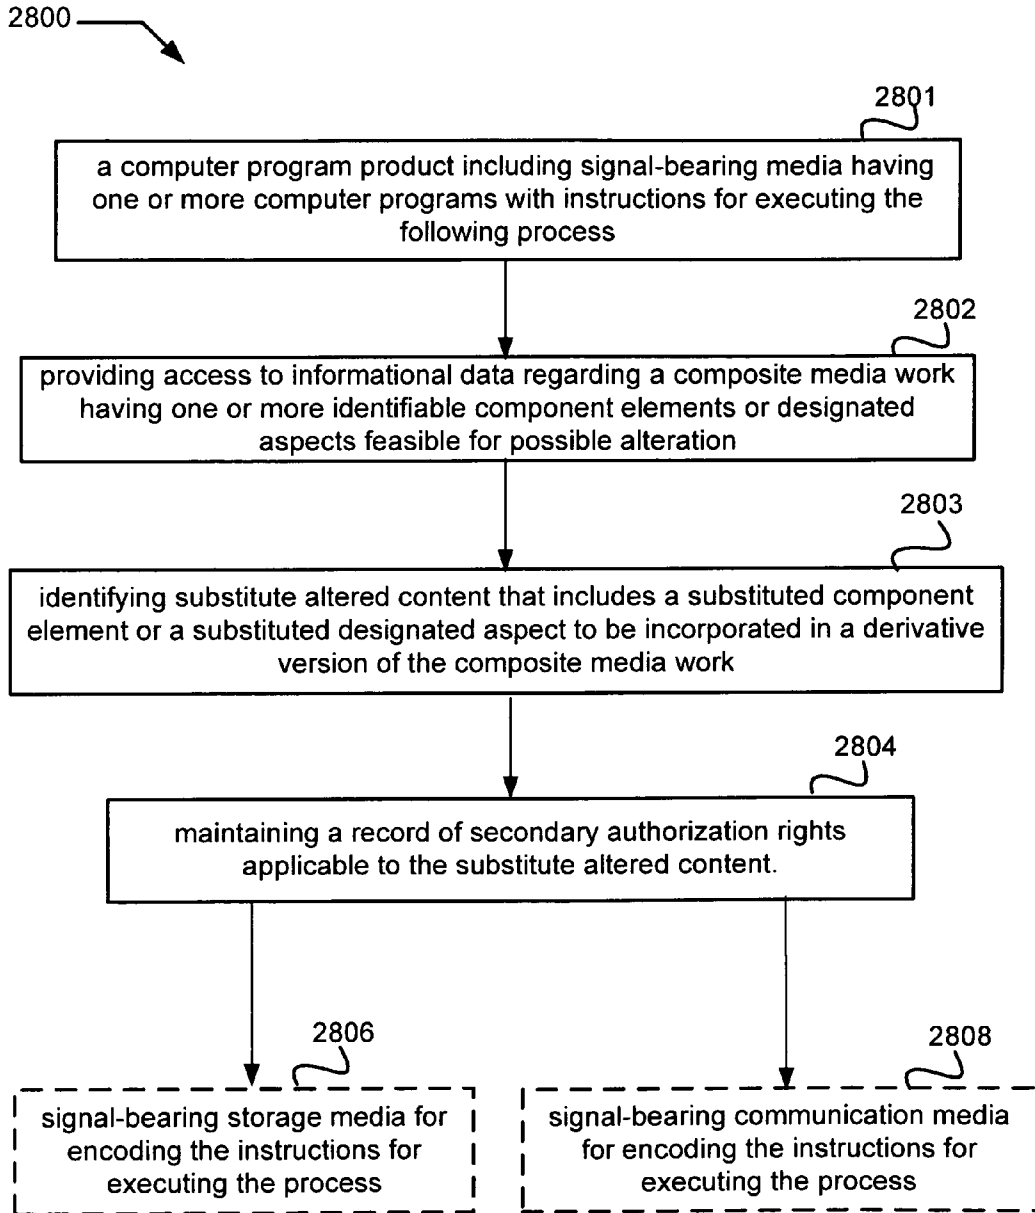 2800
2801
a computer program product including signal-bearing media having
one or more computer programs with instructions for executing the
following process
2802
providing access to informational data regarding a composite media work
having one or more identifiable component elements or designated
aspects feasible for possible alteration
2803
identifying substitute altered content that includes a substituted component
element or a substituted designated aspect to be incorporated in a derivative
version of the composite media work
2804
maintaining a record of secondary authorization rights
applicable to the substitute altered content.
2806
signal-bearing storage media for
encoding the instructions for
executing the process
2808
signal-bearing communication media
for encoding the instructions for
executing the process